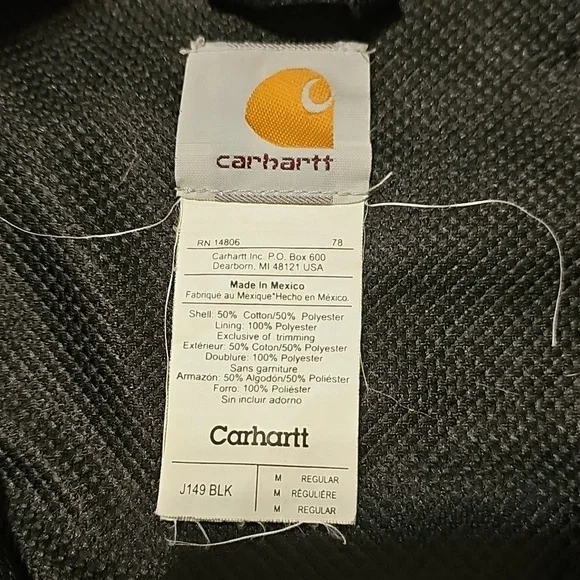 carhartt
RN 14806 78
Carhartt Inc. P.O. Box 600
Dearborn, MI 48121 USA
Made In Mexico
Fabriqué au Mexique*Hecho en México.
Shell: 50% Cotton/50% Polyester
Lining: 100% Polyester
Exclusive of trimming
Extérieur: 50% Coton/50% Polyester
Doublure: 100% Polyester
Sans garniture
Armazón: 50% Algodón/50% Poliéster
Forro: 100% Poliéster
Sin incluir adorno
Carhartt
J149 BLK
M REGULAR
M RÉGULIÈRE
M REGULAR